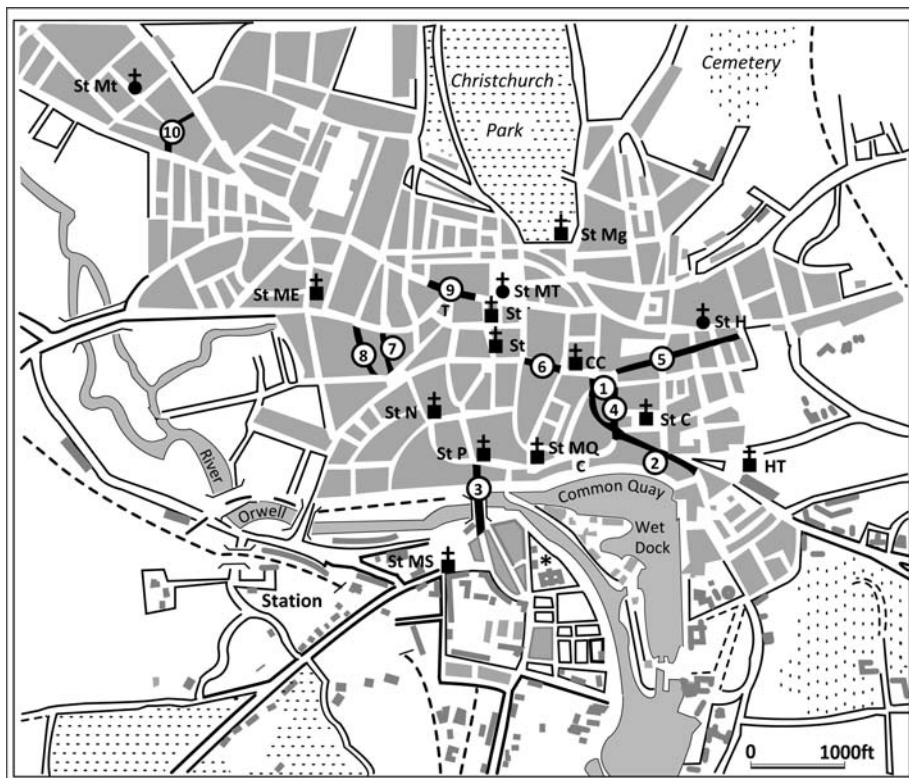 Christchurch
Park
Cemetery
St Mt
10
St Mg
St ME
9
T
St MT
St
St H
8
7
St
6
CC
5
1
4
St N
St C
St P
St MQ
C
2
HT
3
Common Quay
River
Orwell
Wet
Dock
St MS
*
Station
0
1000ft